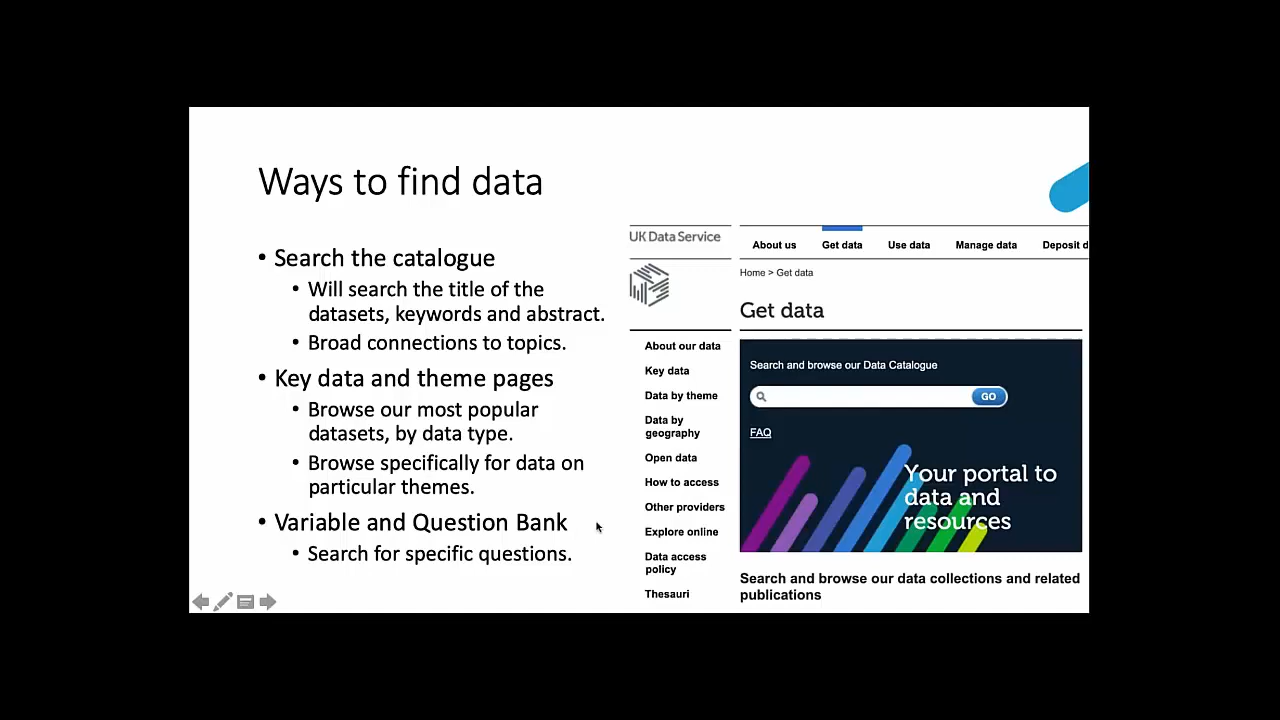 Ways to find data
• Search the catalogue
• Will search the title of the
datasets, keywords and abstract.
• Broad connections to topics.
• Key data and theme pages
• Browse our most popular
datasets, by data type.
• Browse specifically for data on
particular themes.
• Variable and Question Bank
• Search for specific questions.
UK Data Service
About us Get data Use data Manage data Deposit d
Home > Get data
Get data
About our data
Key data
Data by theme
Data by
geography
Open data
How to access
Other providers
Explore online
Data access
policy
Thesauri
Search and browse our Data Catalogue
GO
FAQ
Your portal to
data and
resources
Search and browse our data collections and related
publications